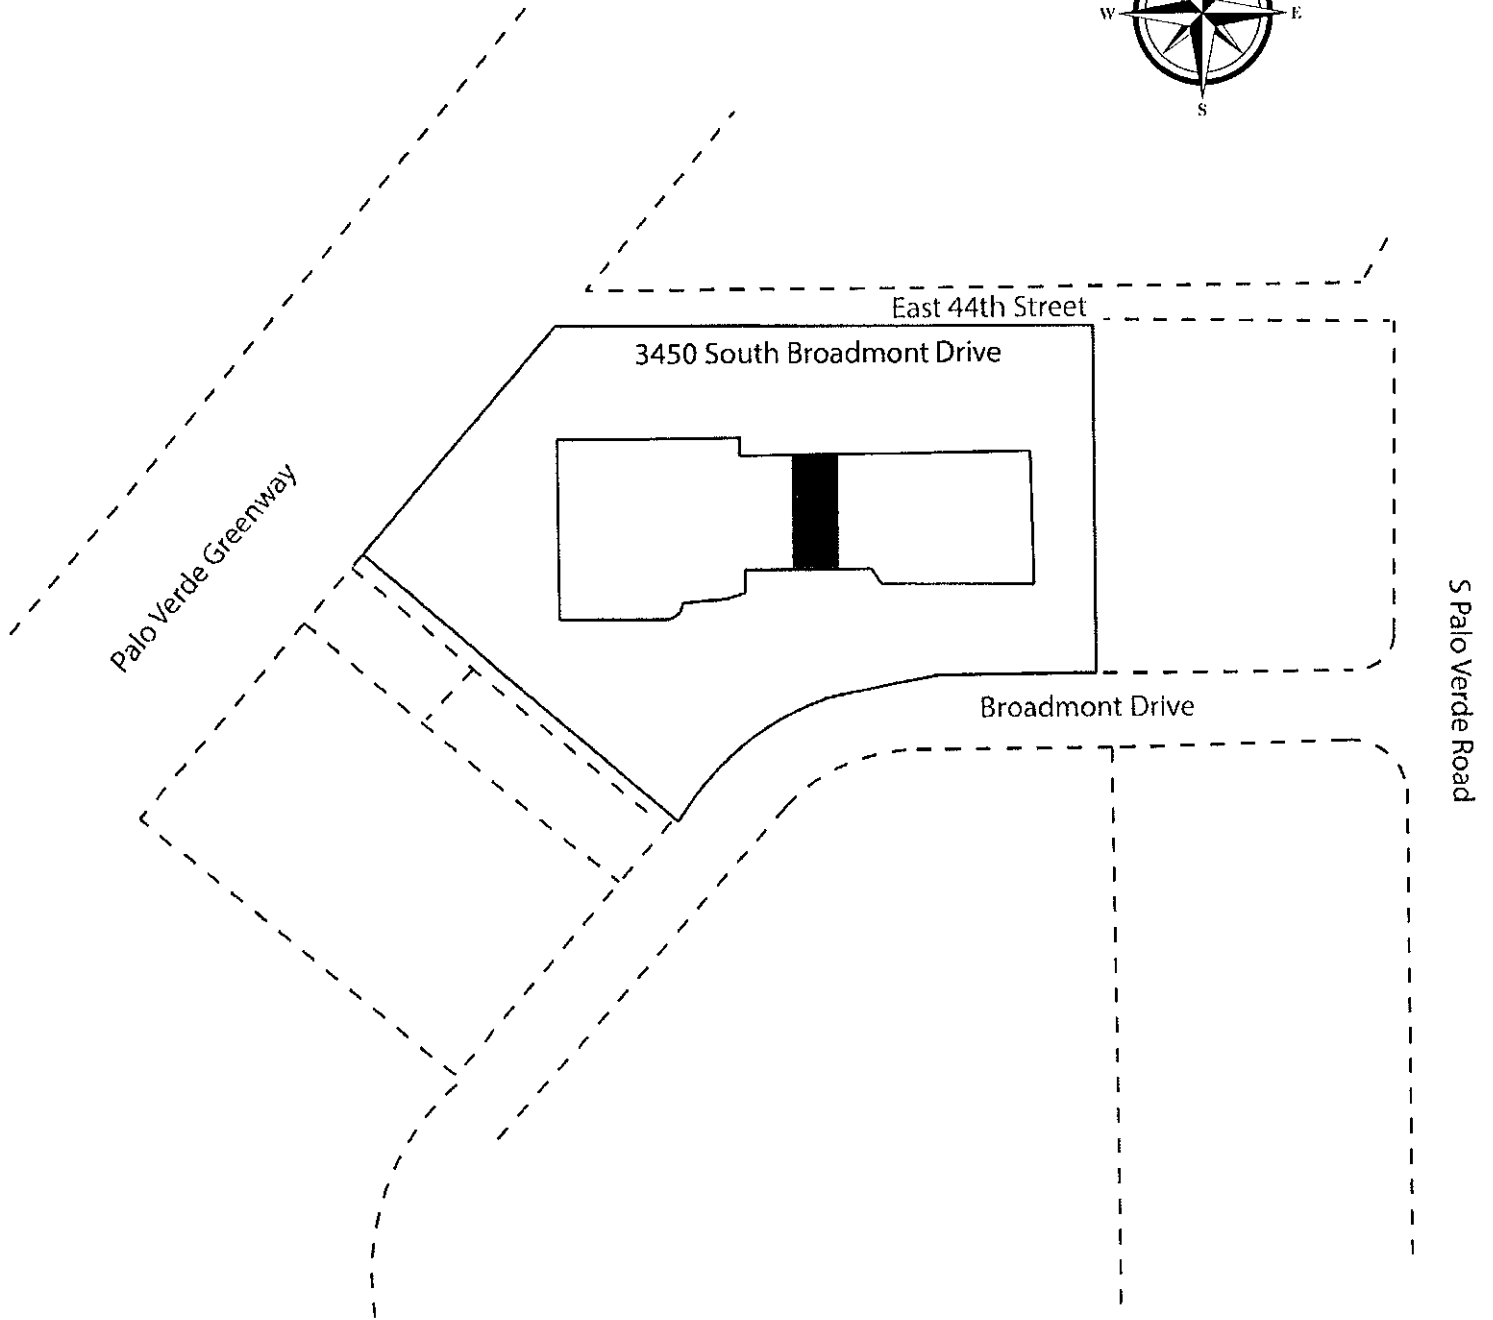 W E
S
East 44th Street
3450 South Broadmont Drive
Palo Verde Greenway
S Palo Verde Road
Broadmont Drive